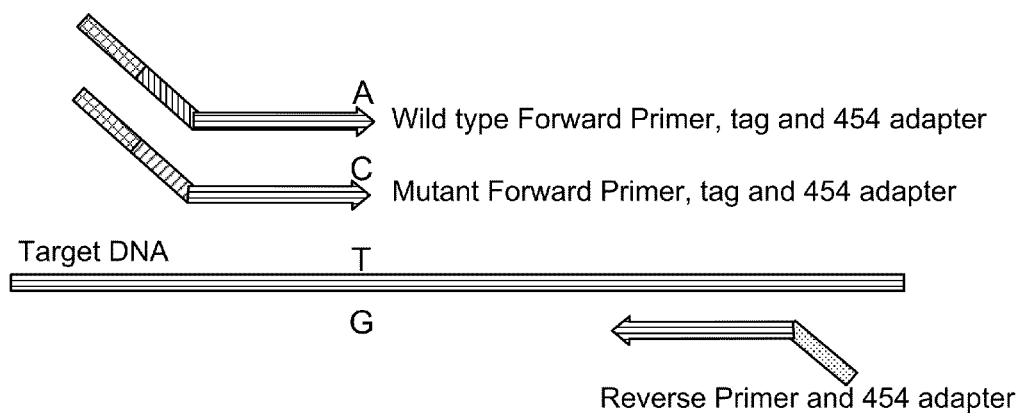 A
Wild type Forward Primer, tag and 454 adapter
C
Mutant Forward Primer, tag and 454 adapter
Target DNA
T
G
Reverse Primer and 454 adapter